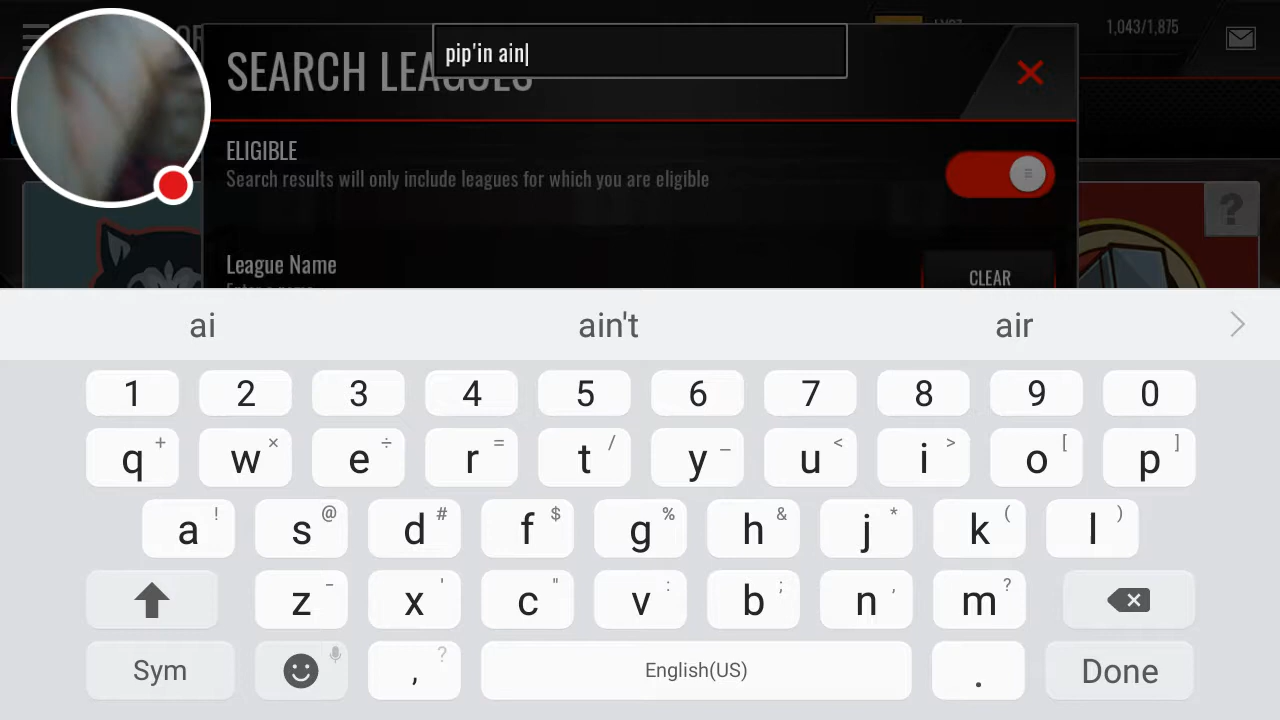 1,043/1,875
pip'in ain
SEARCH LEAGUES
ELIGIBLE
Search results will only include leagues for which you are eligible
?
League Name
CLEAR
ai ain't air
1 2 3 4 5 6 7 8 9 0
q + w × e ÷ r = t / y _ u < i > o [ p ]
a ! s @ d # f $ g % h & j * k ( l )
z - x ' c " v : b ; n , m ?
Sym , ? English(US) . Done